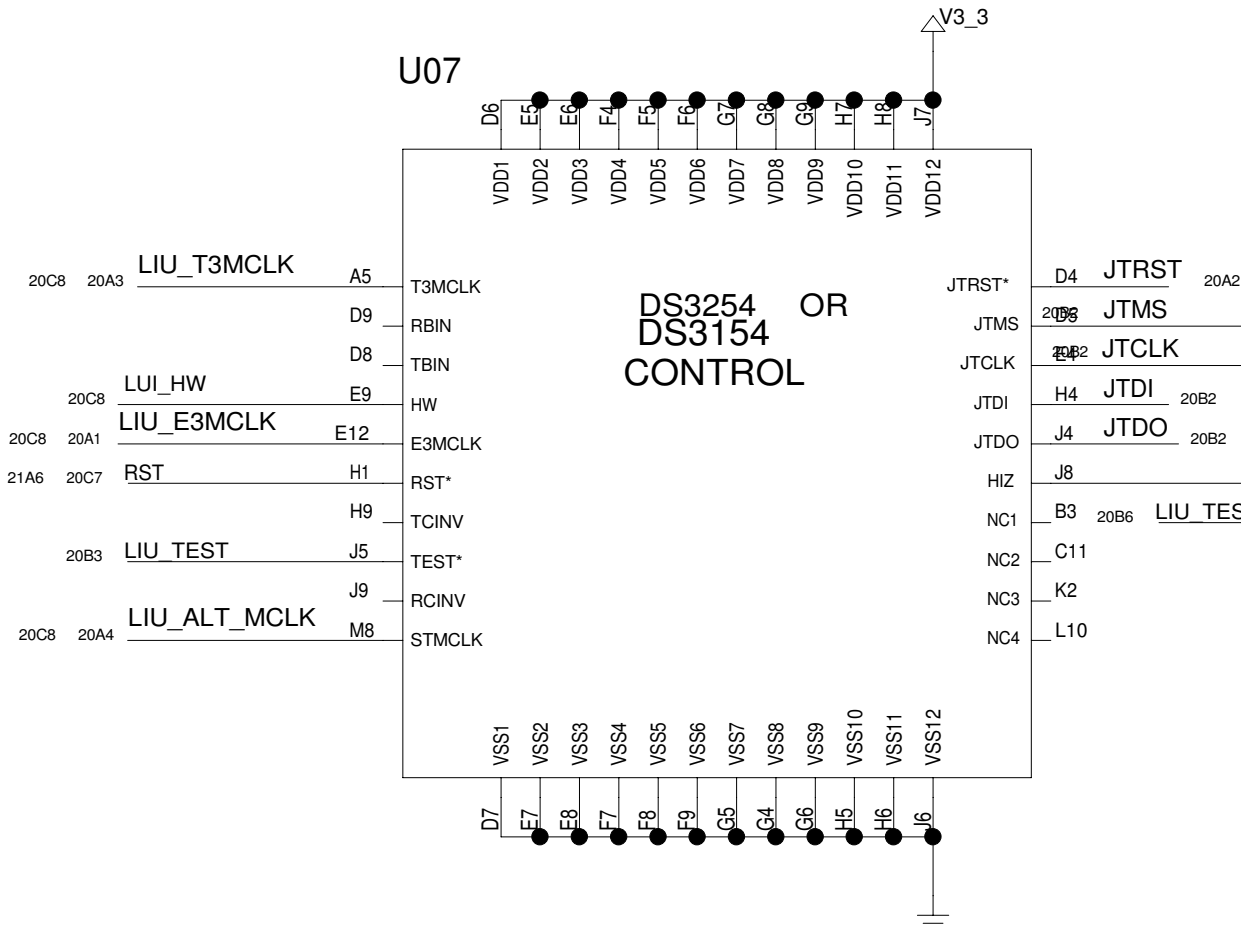 V3_3
U07
D6 E5 E6 F4 F5 F6 G7 G8 G9 H7 H8 J7
VDD1 VDD2 VDD3 VDD4 VDD5 VDD6 VDD7 VDD8 VDD9 VDD10 VDD11 VDD12
DS3254 OR
DS3154
CONTROL
20C8 20A3 LIU_T3MCLK A5 T3MCLK
D9 RBIN
D8 TBIN
20C8 LUI_HW E9 HW
20C8 20A1 LIU_E3MCLK E12 E3MCLK
21A6 20C7 RST H1 RST*
H9 TCINV
20B3 LIU_TEST J5 TEST*
J9 RCINV
20C8 20A4 LIU_ALT_MCLK M8 STMCLK
JTRST* D4 JTRST 20A2
JTMS D5 JTMS
JTCLK 20B2 E4 JTCLK
JTDI H4 JTDI 20B2
JTDO J4 JTDO 20B2
HIZ J8
NC1 B3 20B6 LIU_TES
NC2 C11
NC3 K2
NC4 L10
VSS1 VSS2 VSS3 VSS4 VSS5 VSS6 VSS7 VSS8 VSS9 VSS10 VSS11 VSS12
D7 E7 E8 F7 F8 F9 G5 G4 G6 H5 H6 J6